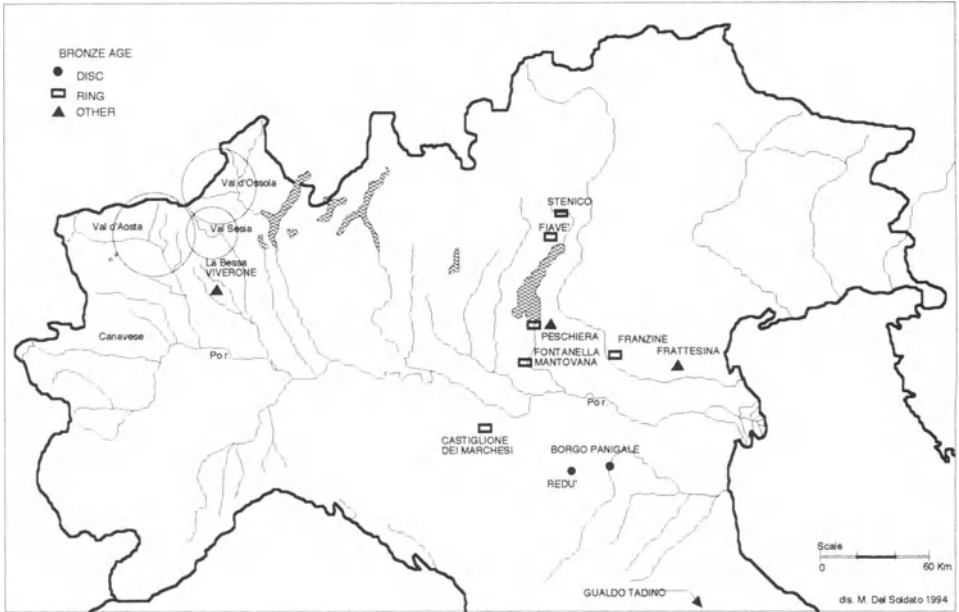 BRONZE AGE
DISC
RING
OTHER
Val d'Ossola
Val d'Aosta
Val Sesia
La Bessa
VIVERONE
STENICO
FIAVE'
Canavese
Po r
PESCHIERA
FONTANELLA
MANTOVANA
FRANZINE
FRATTESINA
Po r
CASTIGLIONE
DEI MARCHESI
BORGO PANIGALE
REDU'
Scale
0 60 Km
GUALDO TADINO
dis. M. Del Soldato 1994